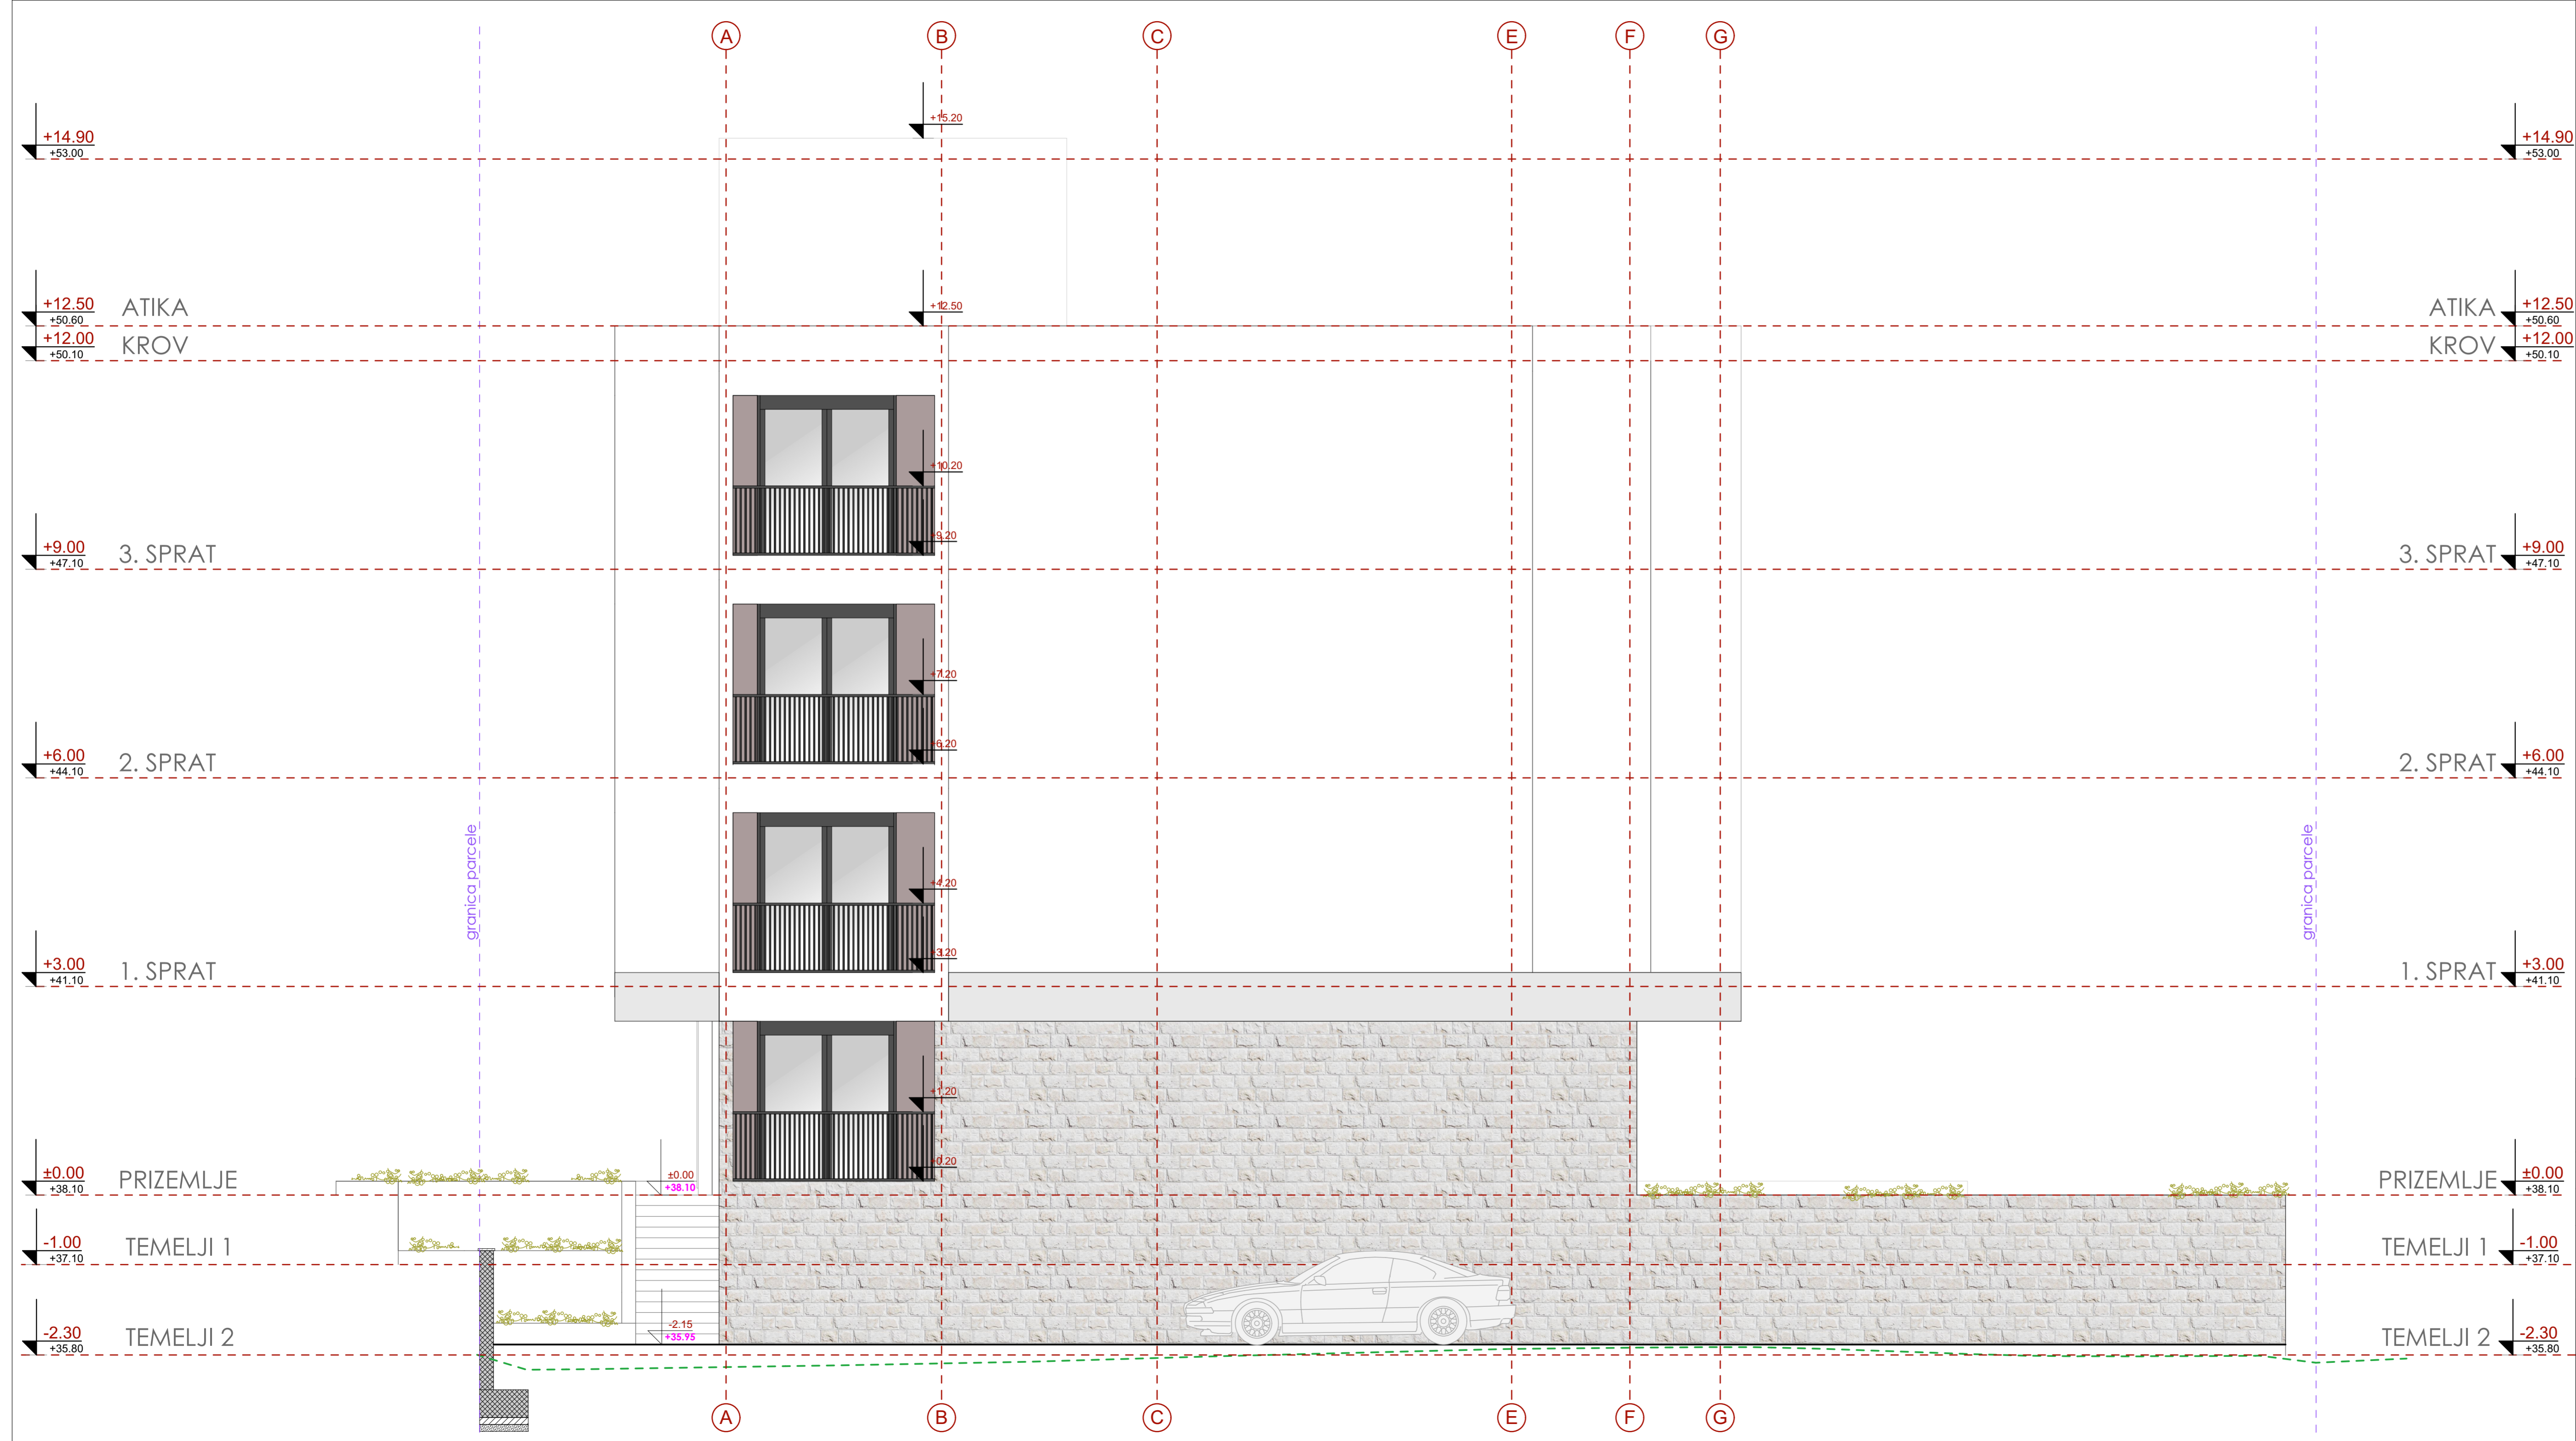 A B C E F G
+15.20
+14.90
+53.00
+14.90
+53.00
+12.50
+50.60
ATIKA
+12.50
ATIKA
+12.50
+50.60
+12.00
+50.10
KROV
KROV
+12.00
+50.10
+10.20
+9.20
+9.00
+47.10
3. SPRAT
3. SPRAT
+9.00
+47.10
+7.20
+6.20
+6.00
+44.10
2. SPRAT
2. SPRAT
+6.00
+44.10
granica parcele
granica parcele
+4.20
+3.20
+3.00
+41.10
1. SPRAT
1. SPRAT
+3.00
+41.10
+1.20
+0.20
±0.00
+38.10
PRIZEMLJE
±0.00
+38.10
PRIZEMLJE
±0.00
+38.10
-1.00
+37.10
TEMELJI 1
TEMELJI 1
-1.00
+37.10
-2.15
+35.95
-2.30
+35.80
TEMELJI 2
TEMELJI 2
-2.30
+35.80
A B C E F G